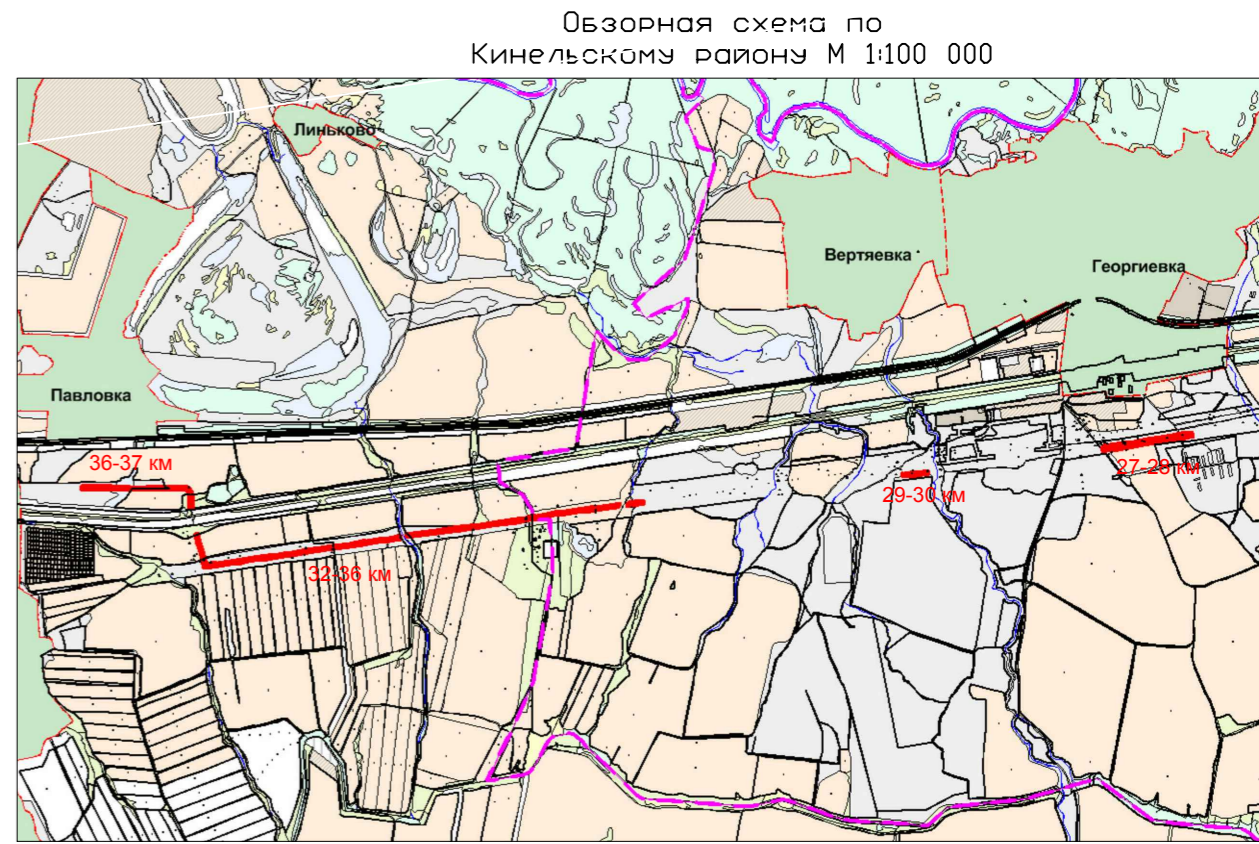 Обзорная схема по
Кинельскому району М 1:100 000
Линьково
Вертяевка
Георгиевка
Павловка
36-37 км
27-28 км
29-30 км
32-36 км